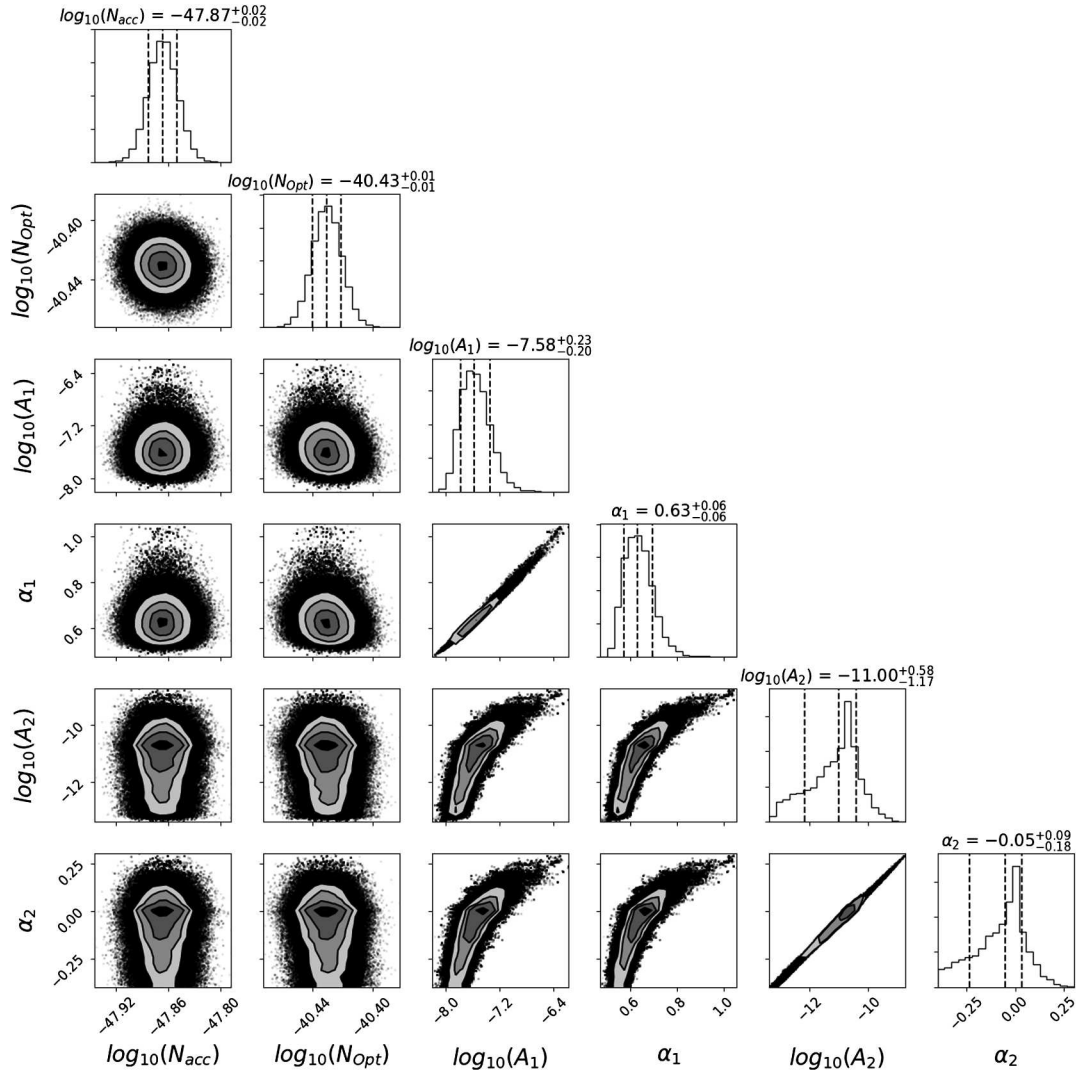 log₁₀(N_acc) = −47.87 +0.02 −0.02
log₁₀(N_Opt) = −40.43 +0.01 −0.01
−40.40
−40.44
log₁₀(N_Opt)
log₁₀(A₁) = −7.58 +0.23 −0.20
−6.4
−7.2
−8.0
log₁₀(A₁)
α₁ = 0.63 +0.06 −0.06
1.0
0.8
0.6
α₁
log₁₀(A₂) = −11.00 +0.58 −1.17
−10
−12
log₁₀(A₂)
α₂ = −0.05 +0.09 −0.18
0.25
0.00
−0.25
α₂
−47.92 −47.86 −47.80 −40.44 −40.40 −8.0 −7.2 −6.4 0.6 0.8 1.0 −12 −10 −0.25 0.00 0.25
log₁₀(N_acc) log₁₀(N_Opt) log₁₀(A₁) α₁ log₁₀(A₂) α₂